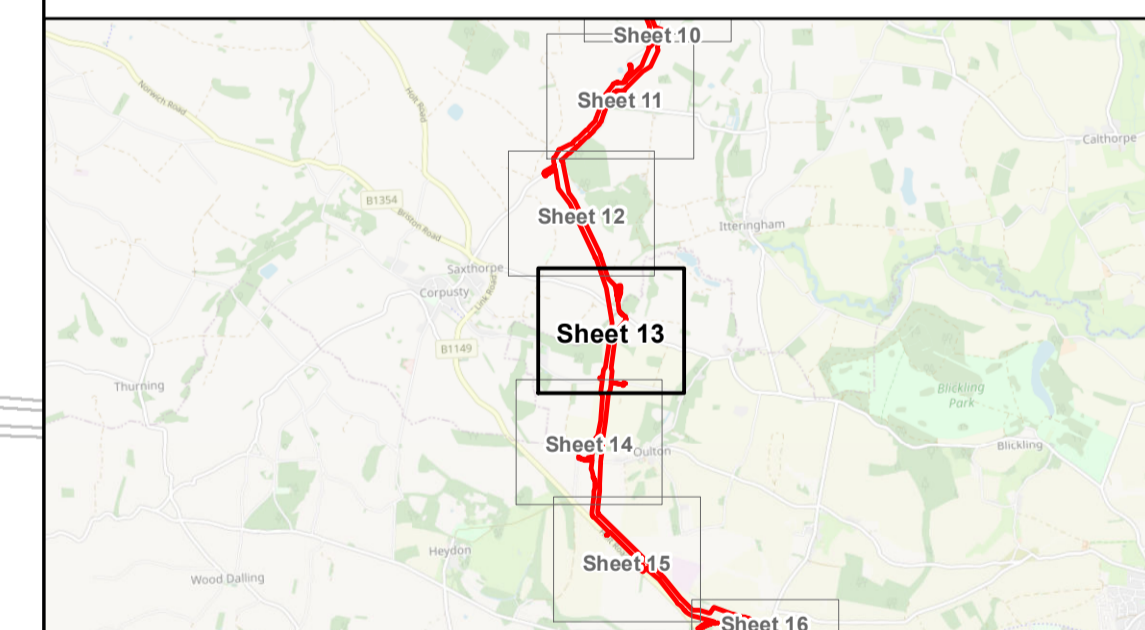 Sheet 10
Norwich Road
Holt Road
Sheet 11
Calthorpe
B1354
Briston Road
Sheet 12
Itteringham
Saxthorpe
Corpusty
Link Road
Sheet 13
B1149
Thurning
Blickling
Park
Sheet 14
Oulton
Blickling
Heydon
Sheet 15
Wood Dalling
Sheet 16